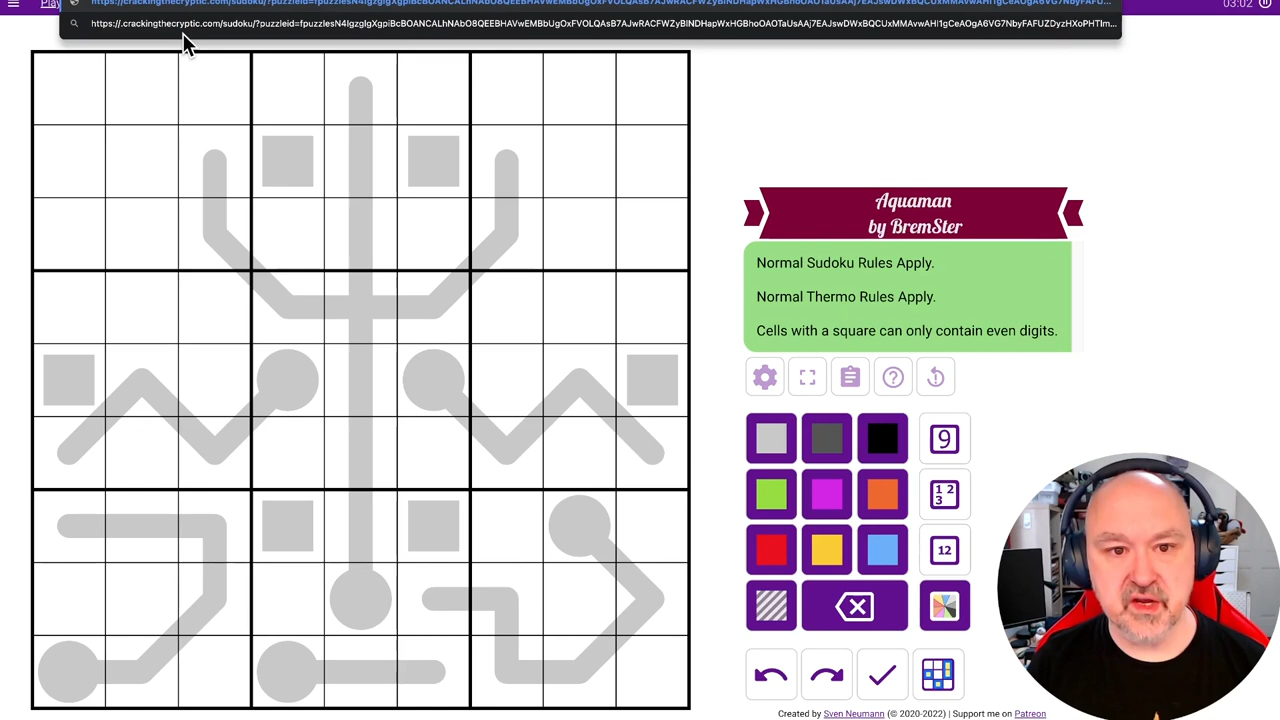 03:02
Play
https://crackingthecryptic.com/sudoku/?puzzleid=fpuzzles
Aquaman
by BremSter
Normal Sudoku Rules Apply.
Normal Thermo Rules Apply.
Cells with a square can only contain even digits.
9
1 2
3
12
Created by Sven Neumann (© 2020-2022) | Support me on Patreon